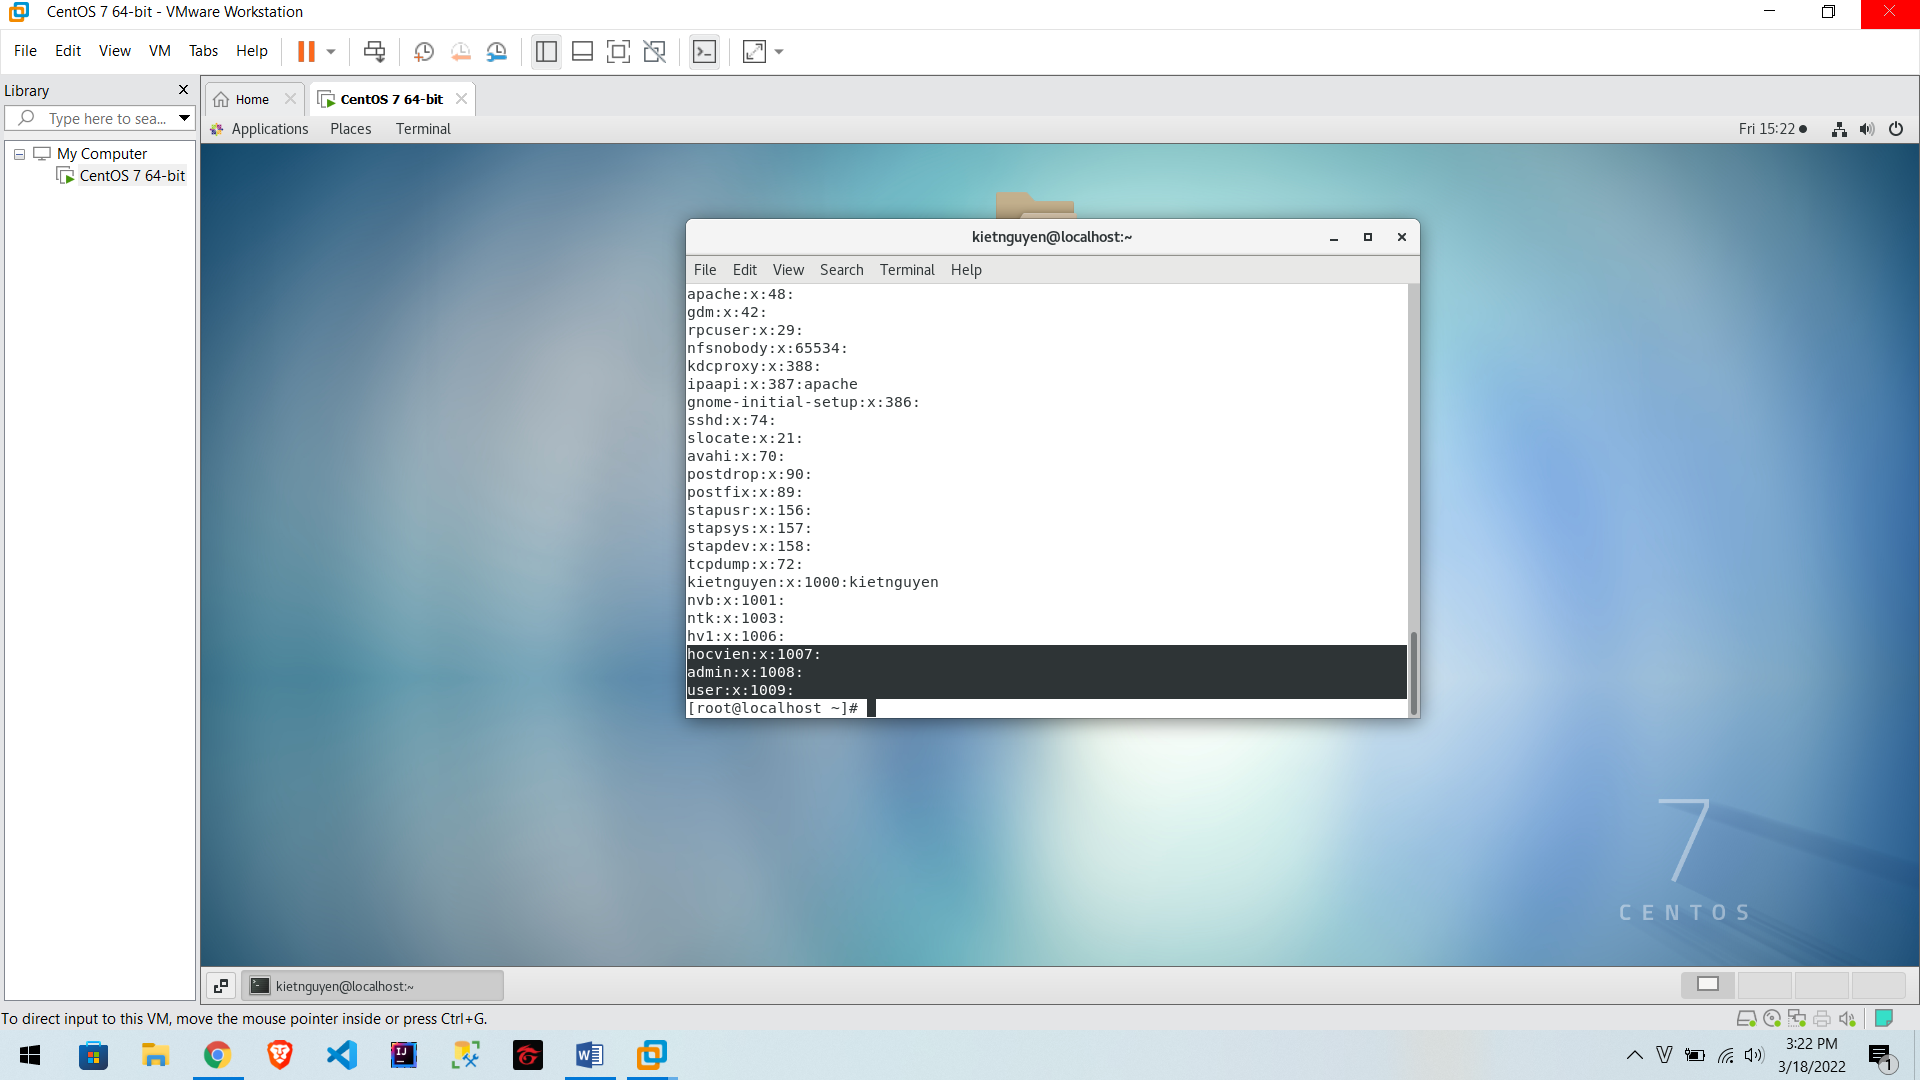 CentOS 7 64-bit - VMware Workstation
File Edit View VM Tabs Help
Library
Type here to sea...
My Computer
CentOS 7 64-bit
Home
CentOS 7 64-bit
Applications Places Terminal
Fri 15:22
kietnguyen@localhost:~
File Edit View Search Terminal Help
apache:x:48:
gdm:x:42:
rpcuser:x:29:
nfsnobody:x:65534:
kdcproxy:x:388:
ipaapi:x:387:apache
gnome-initial-setup:x:386:
sshd:x:74:
slocate:x:21:
avahi:x:70:
postdrop:x:90:
postfix:x:89:
stapusr:x:156:
stapsys:x:157:
stapdev:x:158:
tcpdump:x:72:
kietnguyen:x:1000:kietnguyen
nvb:x:1001:
ntk:x:1003:
hv1:x:1006:
hocvien:x:1007:
admin:x:1008:
user:x:1009:
[root@localhost ~]#
7
CENTOS
kietnguyen@localhost:~
To direct input to this VM, move the mouse pointer inside or press Ctrl+G.
IJ
W
V
3:22 PM
3/18/2022
1